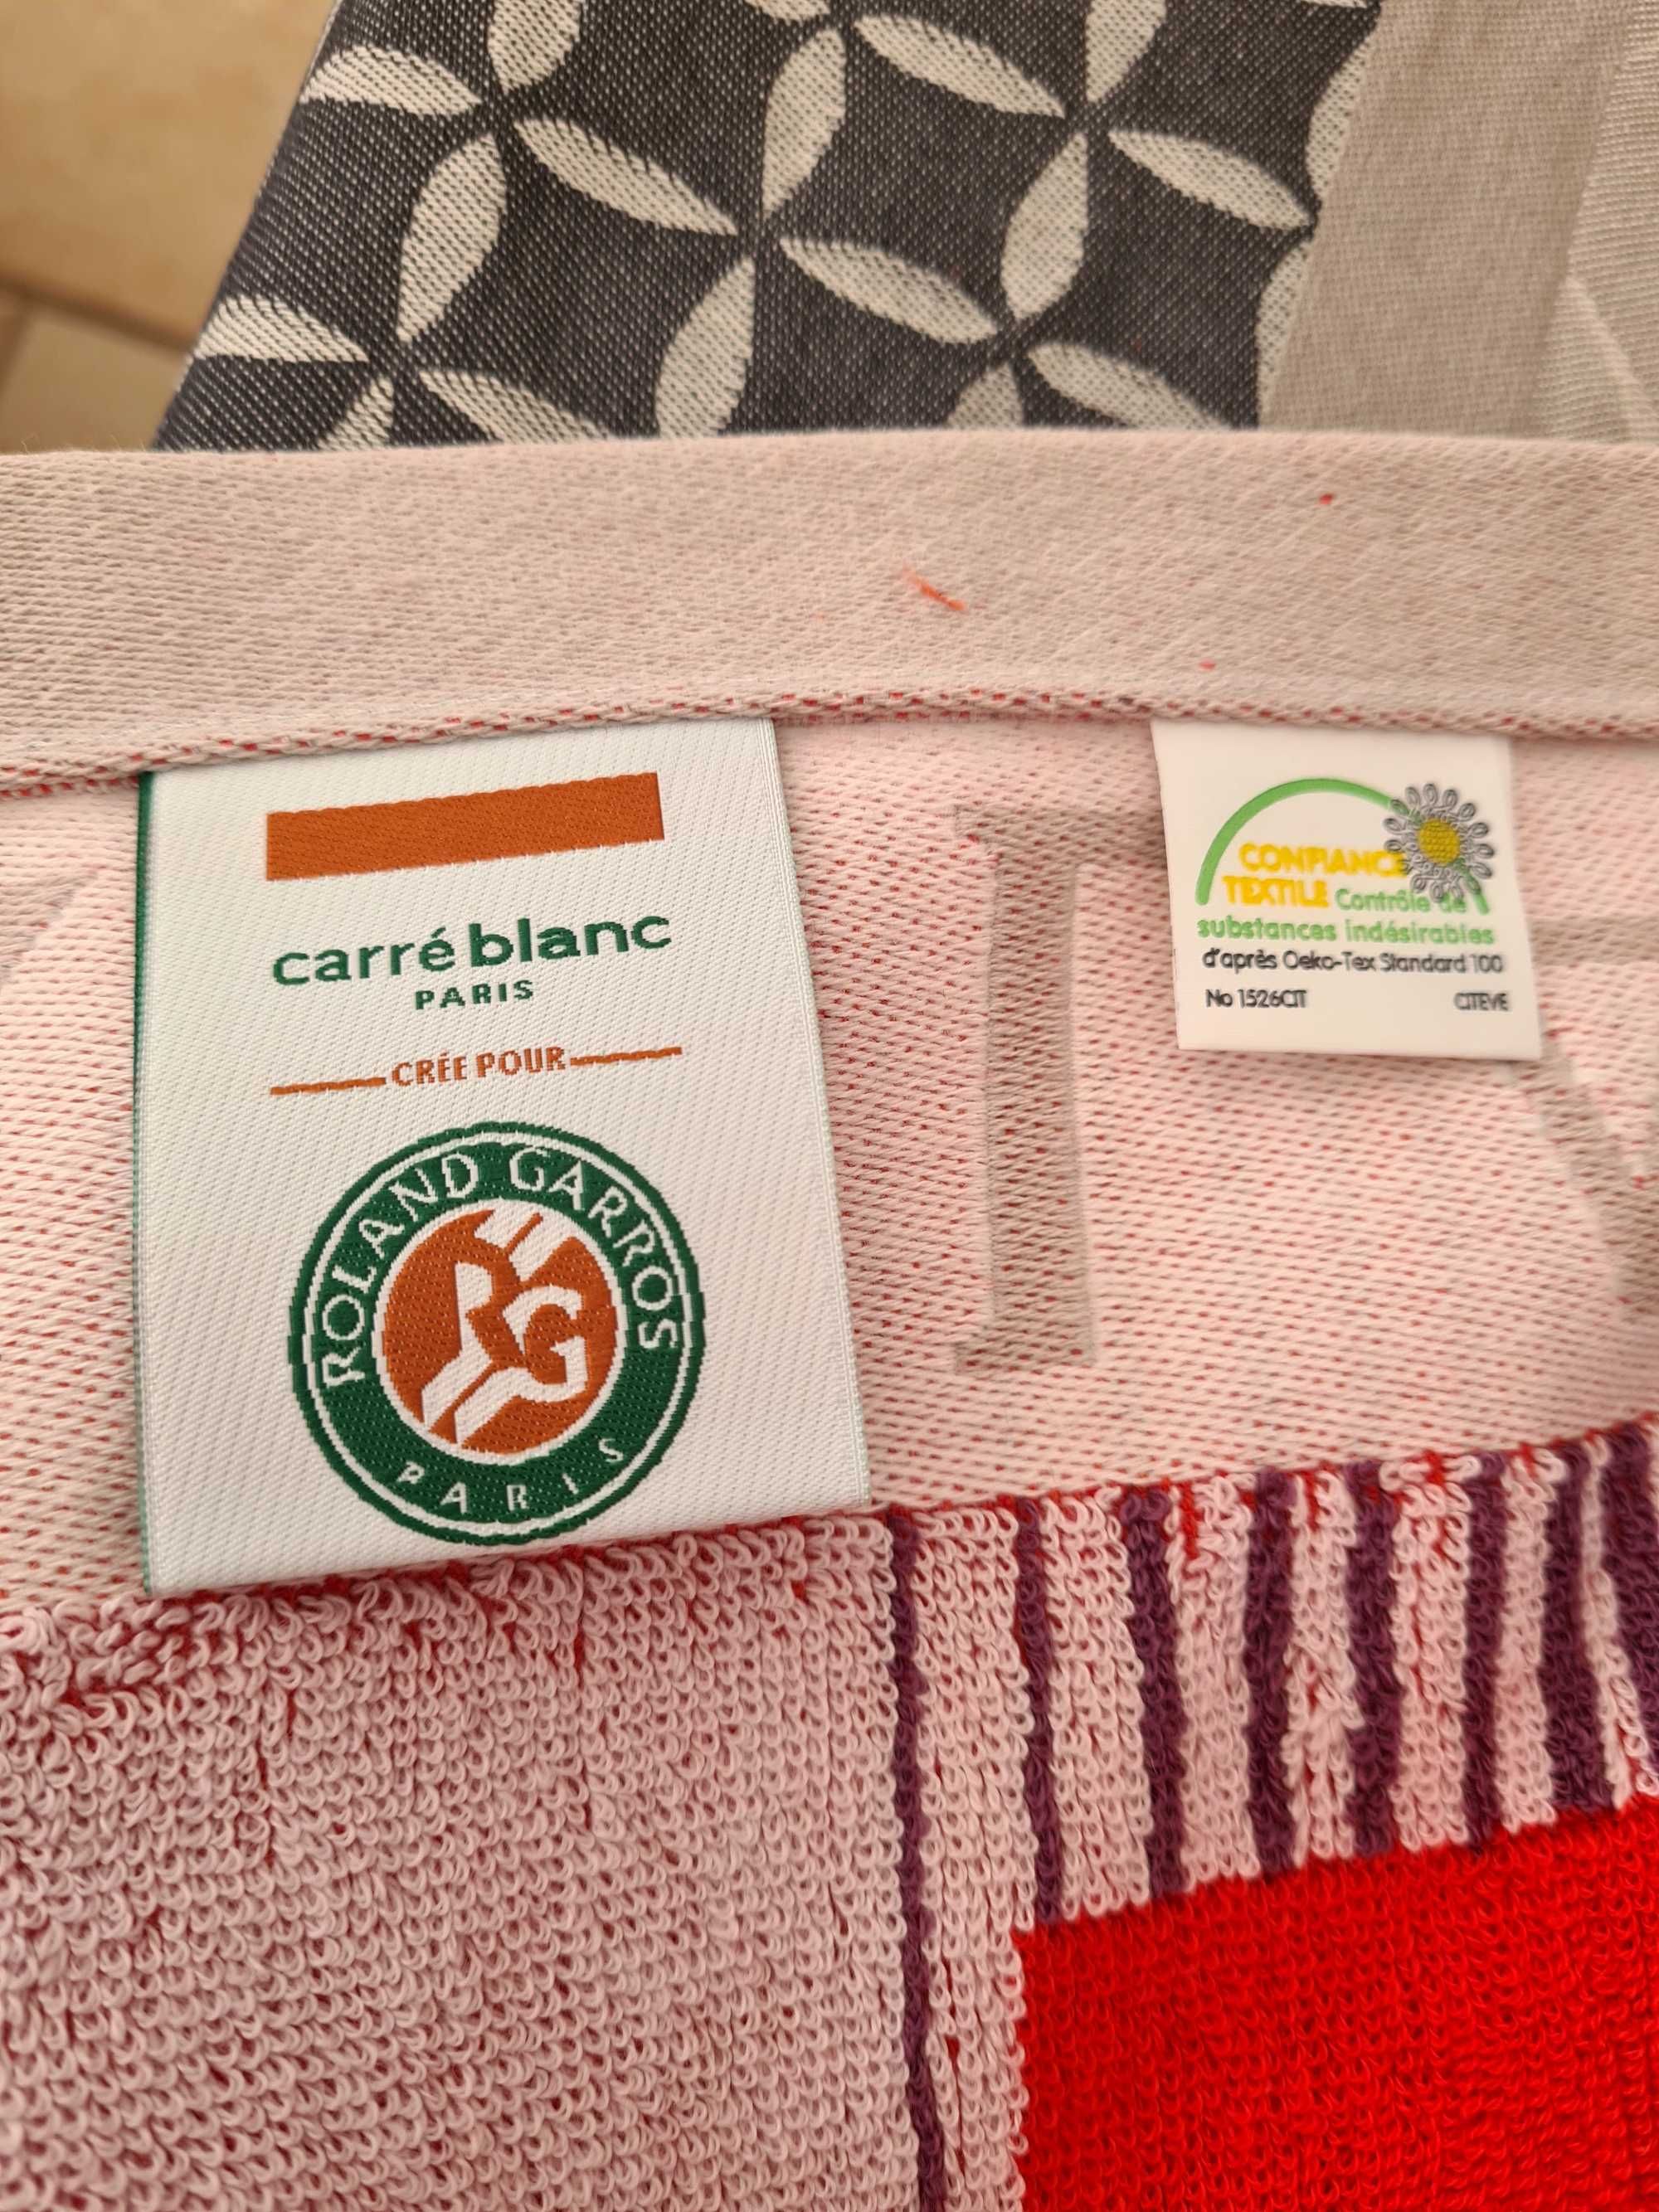 carré blanc
PARIS
CRÉE POUR
ROLAND GARROS
RG
PARIS
CONFIANCE
TEXTILE Contrôle de
substances indésirables
d'après Oeko-Tex Standard 100
No 1526CIT CITEVE